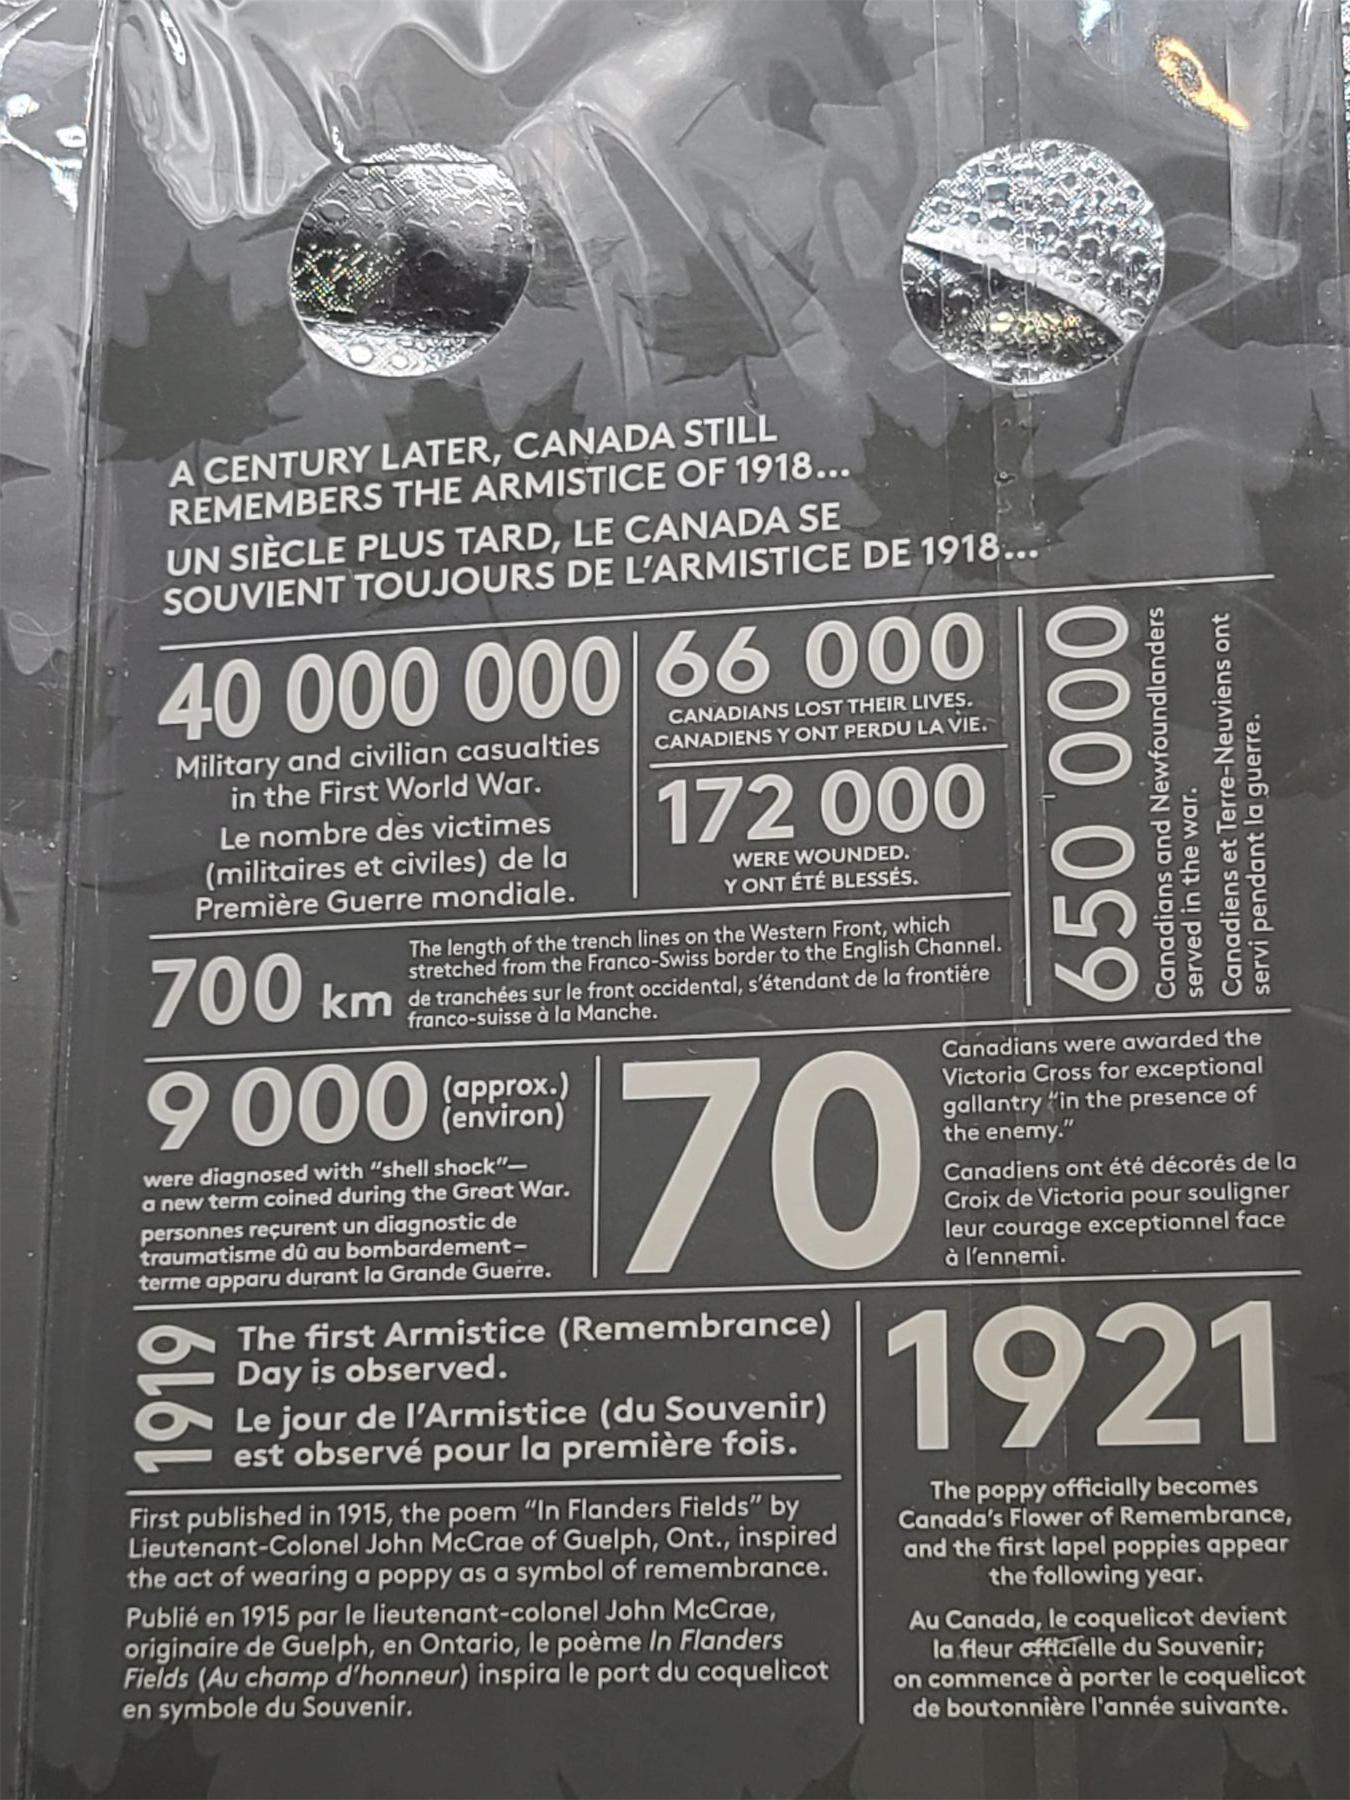 A CENTURY LATER, CANADA STILL
REMEMBERS THE ARMISTICE OF 1918...
UN SIÈCLE PLUS TARD, LE CANADA SE
SOUVIENT TOUJOURS DE L'ARMISTICE DE 1918...
40 000 000
Military and civilian casualties
in the First World War.
Le nombre des victimes
(militaires et civiles) de la
Première Guerre mondiale.
66 000
CANADIANS LOST THEIR LIVES.
CANADIENS Y ONT PERDU LA VIE.
172 000
WERE WOUNDED.
Y ONT ÉTÉ BLESSÉS.
650 000
Canadians and Newfoundlanders
served in the war.
Canadiens et Terre-Neuviens ont
servi pendant la guerre.
700 km
The length of the trench lines on the Western Front, which
stretched from the Franco-Swiss border to the English Channel.
de tranchées sur le front occidental, s'étendant de la frontière
franco-suisse à la Manche.
9 000 (approx.)
(environ)
were diagnosed with "shell shock"—
a new term coined during the Great War.
personnes reçurent un diagnostic de
traumatisme dû au bombardement–
terme apparu durant la Grande Guerre.
70
Canadians were awarded the
Victoria Cross for exceptional
gallantry "in the presence of
the enemy."
Canadiens ont été décorés de la
Croix de Victoria pour souligner
leur courage exceptionnel face
à l'ennemi.
1919
The first Armistice (Remembrance)
Day is observed.
Le jour de l'Armistice (du Souvenir)
est observé pour la première fois.
First published in 1915, the poem "In Flanders Fields" by
Lieutenant-Colonel John McCrae of Guelph, Ont., inspired
the act of wearing a poppy as a symbol of remembrance.
Publié en 1915 par le lieutenant-colonel John McCrae,
originaire de Guelph, en Ontario, le poème In Flanders
Fields (Au champ d'honneur) inspira le port du coquelicot
en symbole du Souvenir.
1921
The poppy officially becomes
Canada's Flower of Remembrance,
and the first lapel poppies appear
the following year.
Au Canada, le coquelicot devient
la fleur officielle du Souvenir;
on commence à porter le coquelicot
de boutonnière l'année suivante.